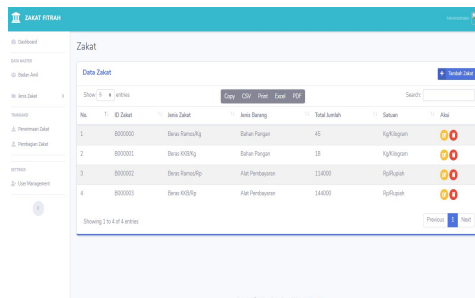 ZAKAT FITRAH
Administrator
Dashboard
DATA MASTER
Badan Amil
Jenis Zakat
TRANSAKSI
Penerimaan Zakat
Pembagian Zakat
SETTINGS
User Management
Zakat
Data Zakat
+ Tambah Zakat
Show 5 entries
Copy CSV Print Excel PDF
Search:
No. ID Zakat Jenis Zakat Jenis Barang Total Jumlah Satuan Aksi
1 B000000 Beras Ramos/Kg Bahan Pangan 45 Kg/Kilogram
2 B000001 Beras KKB/Kg Bahan Pangan 18 Kg/Kilogram
3 B000002 Beras Ramos/Rp Alat Pembayaran 114000 Rp/Rupiah
4 B000003 Beras KKB/Rp Alat Pembayaran 144000 Rp/Rupiah
Showing 1 to 4 of 4 entries
Previous 1 Next